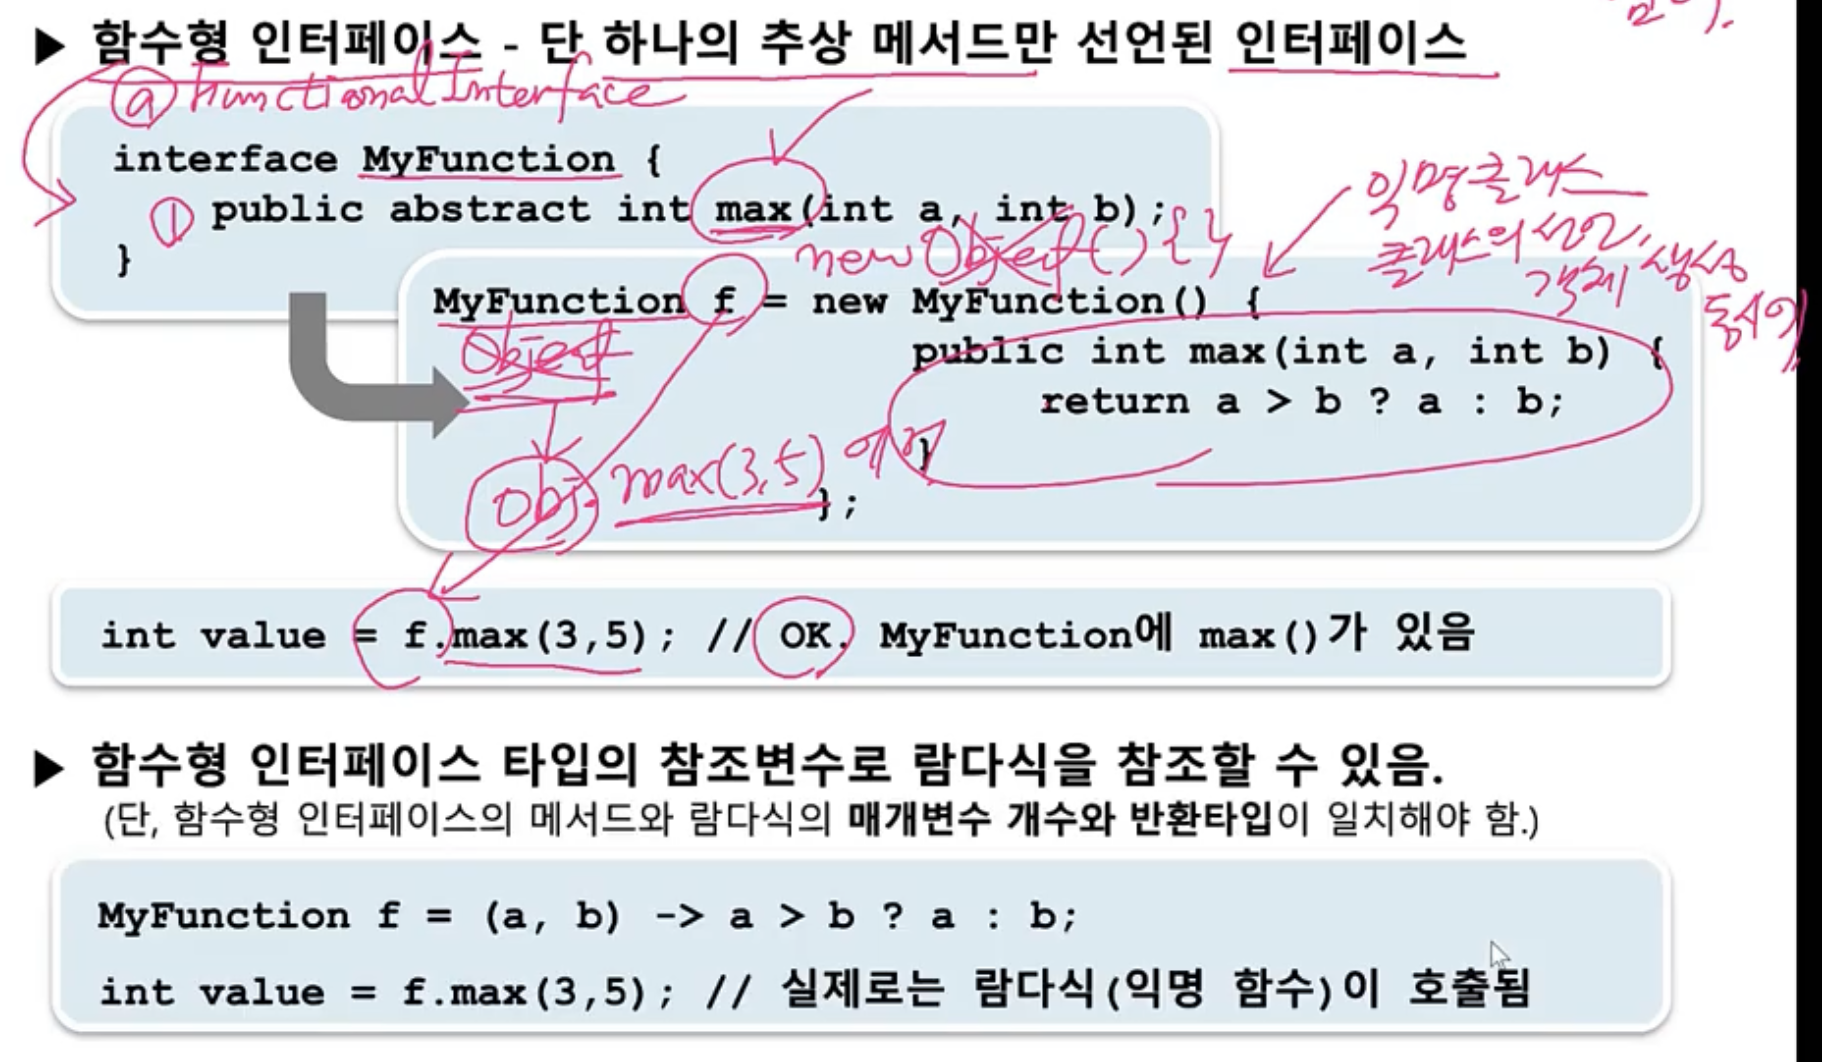 ▶ 함수형 인터페이스 - 단 하나의 추상 메서드만 선언된 인터페이스
@FunctionalInterface
interface MyFunction {
① public abstract int max(int a, int b);
}
익명클래스
클래스의 선언, 생성
객체
동시에
new Object() { }
MyFunction f = new MyFunction() {
Object
public int max(int a, int b) {
return a > b ? a : b;
}
obj. max(3,5) 에러
};
int value = f.max(3,5); // OK. MyFunction에 max()가 있음
▶ 함수형 인터페이스 타입의 참조변수로 람다식을 참조할 수 있음.
(단, 함수형 인터페이스의 메서드와 람다식의 매개변수 개수와 반환타입이 일치해야 함.)
MyFunction f = (a, b) -> a > b ? a : b;
int value = f.max(3,5); // 실제로는 람다식(익명 함수)이 호출됨